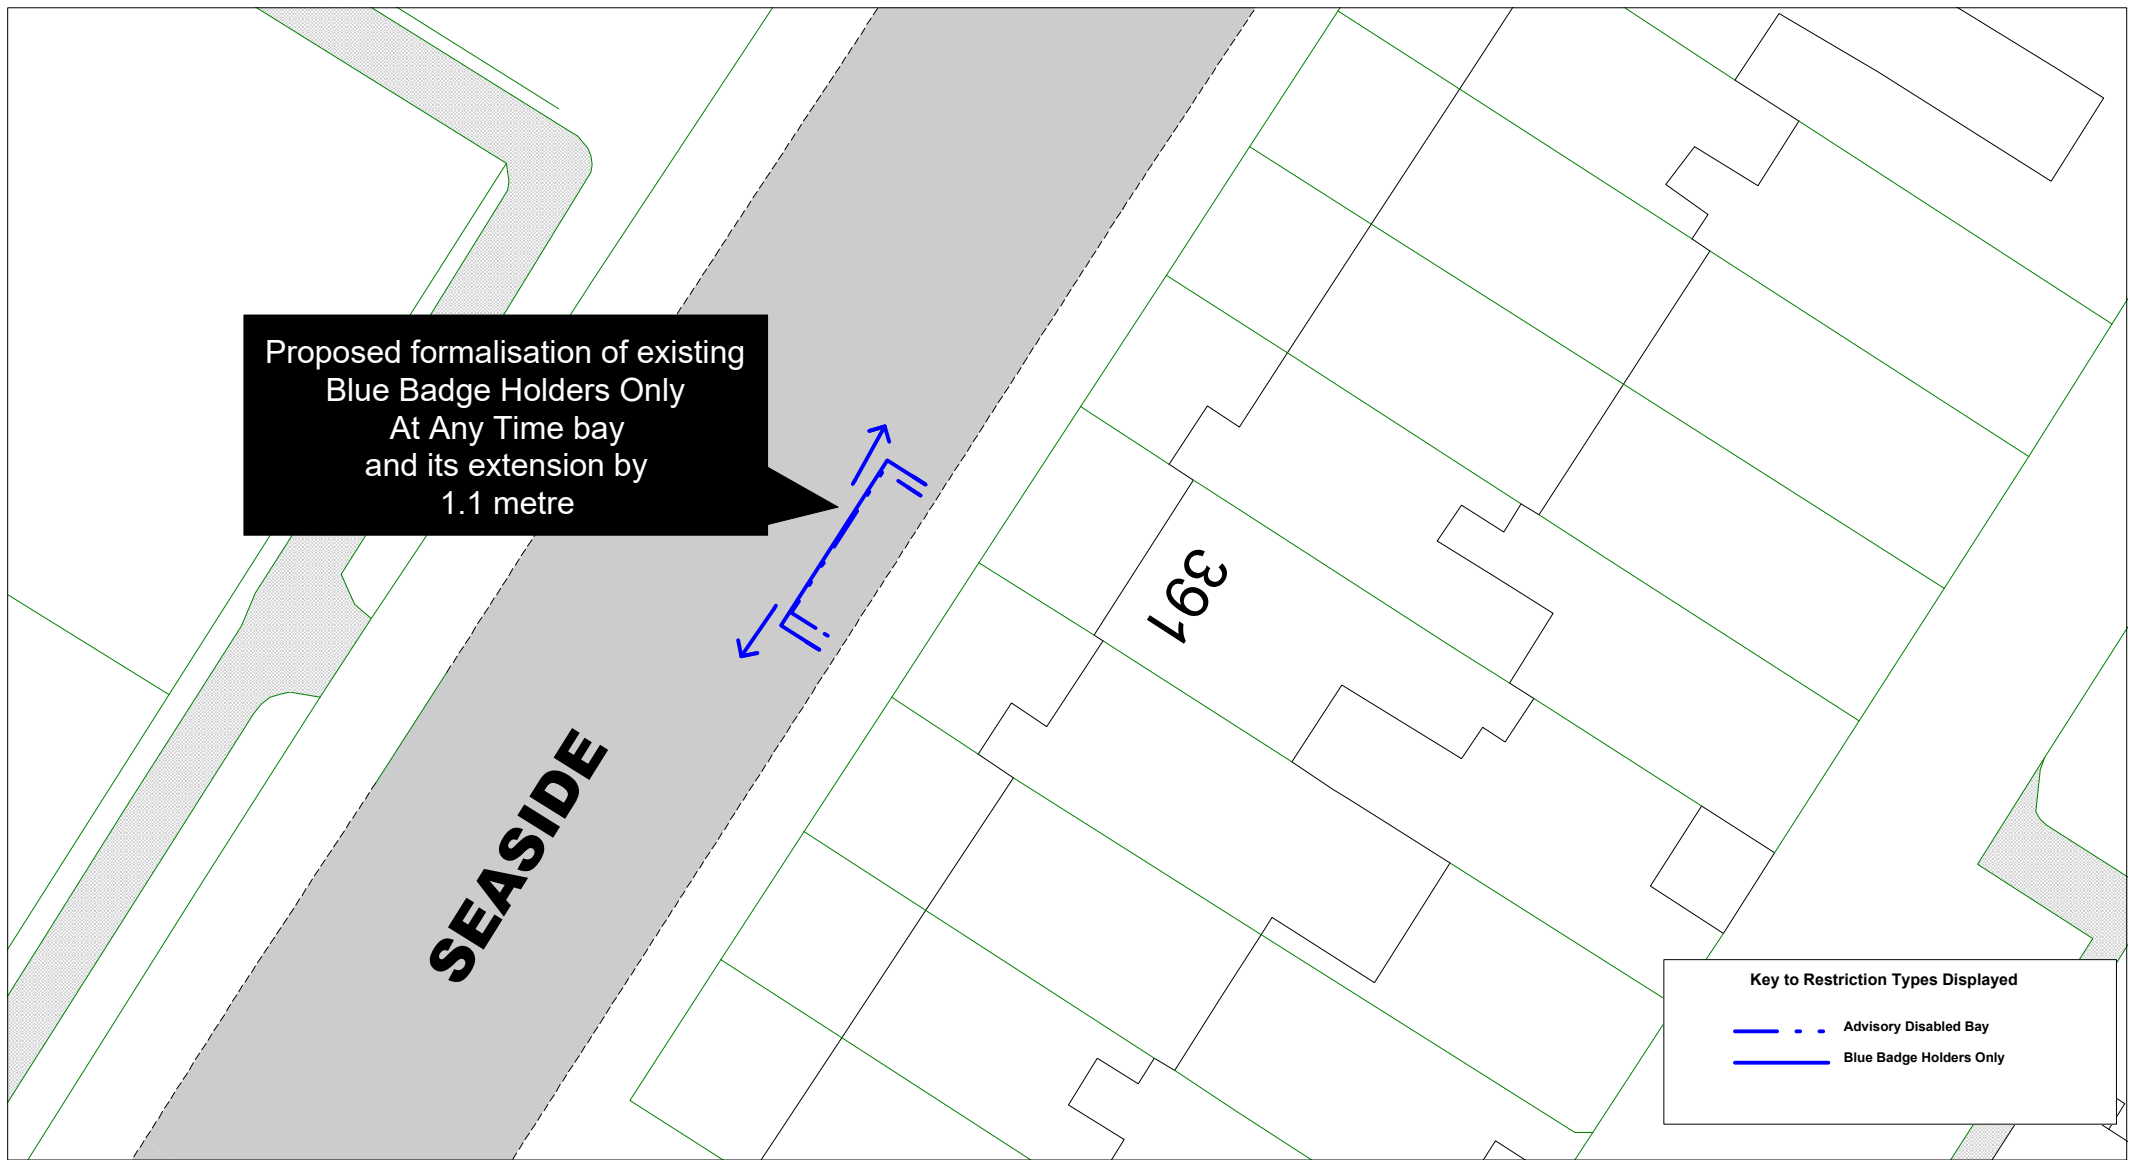 Proposed formalisation of existing
Blue Badge Holders Only
At Any Time bay
and its extension by
1.1 metre
391
SEASIDE
Key to Restriction Types Displayed
Advisory Disabled Bay
Blue Badge Holders Only